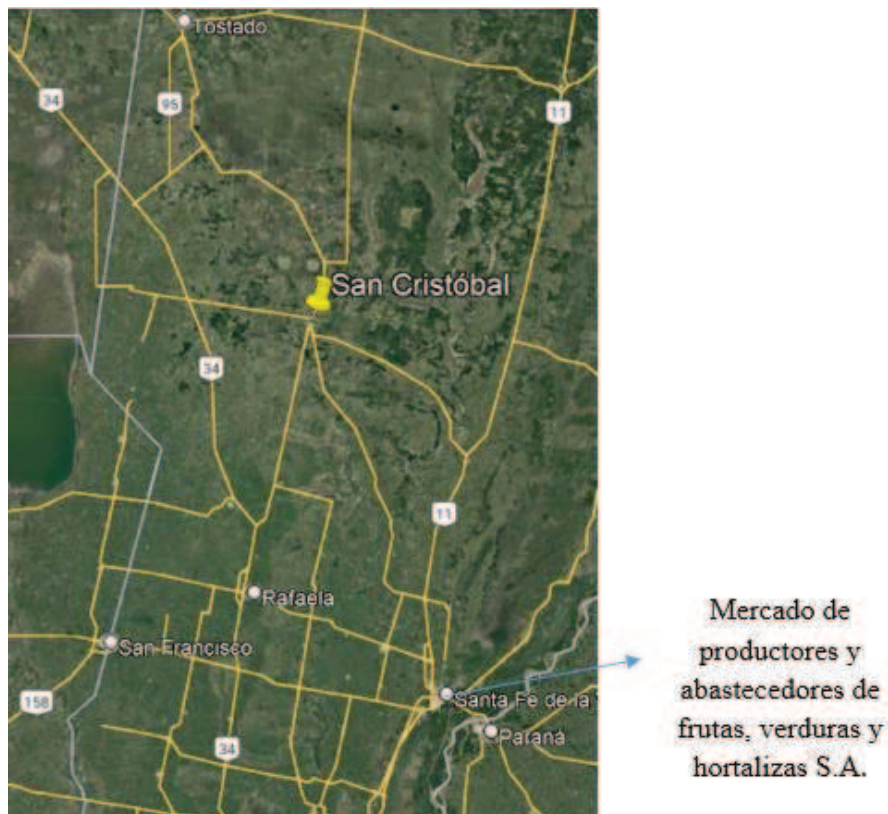 Tostado
34
95
11
San Cristóbal
34
11
Rafaela
San Francisco
158
Santa Fe de la
Paraná
34
Mercado de
productores y
abastecedores de
frutas, verduras y
hortalizas S.A.